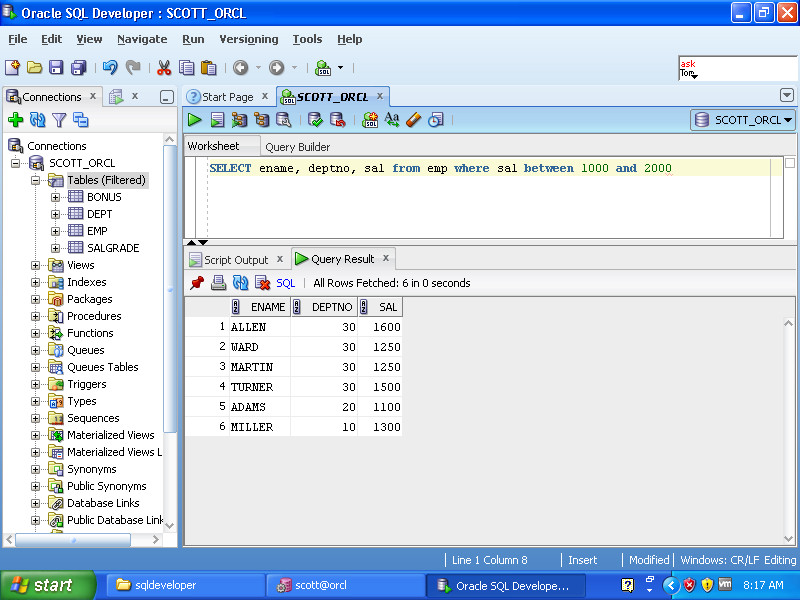 Oracle SQL Developer : SCOTT_ORCL
File Edit View Navigate Run Versioning Tools Help
ask
Tom
Connections
Start Page
SCOTT_ORCL
SCOTT_ORCL
Worksheet Query Builder
SELECT ename, deptno, sal from emp where sal between 1000 and 2000
Connections
SCOTT_ORCL
Tables (Filtered)
BONUS
DEPT
EMP
SALGRADE
Views
Indexes
Packages
Procedures
Functions
Queues
Queues Tables
Triggers
Types
Sequences
Materialized Views
Materialized Views L
Synonyms
Public Synonyms
Database Links
Public Database Link
Script Output Query Result
SQL All Rows Fetched: 6 in 0 seconds
ENAME DEPTNO SAL
1 ALLEN 30 1600
2 WARD 30 1250
3 MARTIN 30 1250
4 TURNER 30 1500
5 ADAMS 20 1100
6 MILLER 10 1300
Line 1 Column 8 Insert Modified Windows: CR/LF Editing
start sqldeveloper scott@orcl Oracle SQL Develope... 8:17 AM